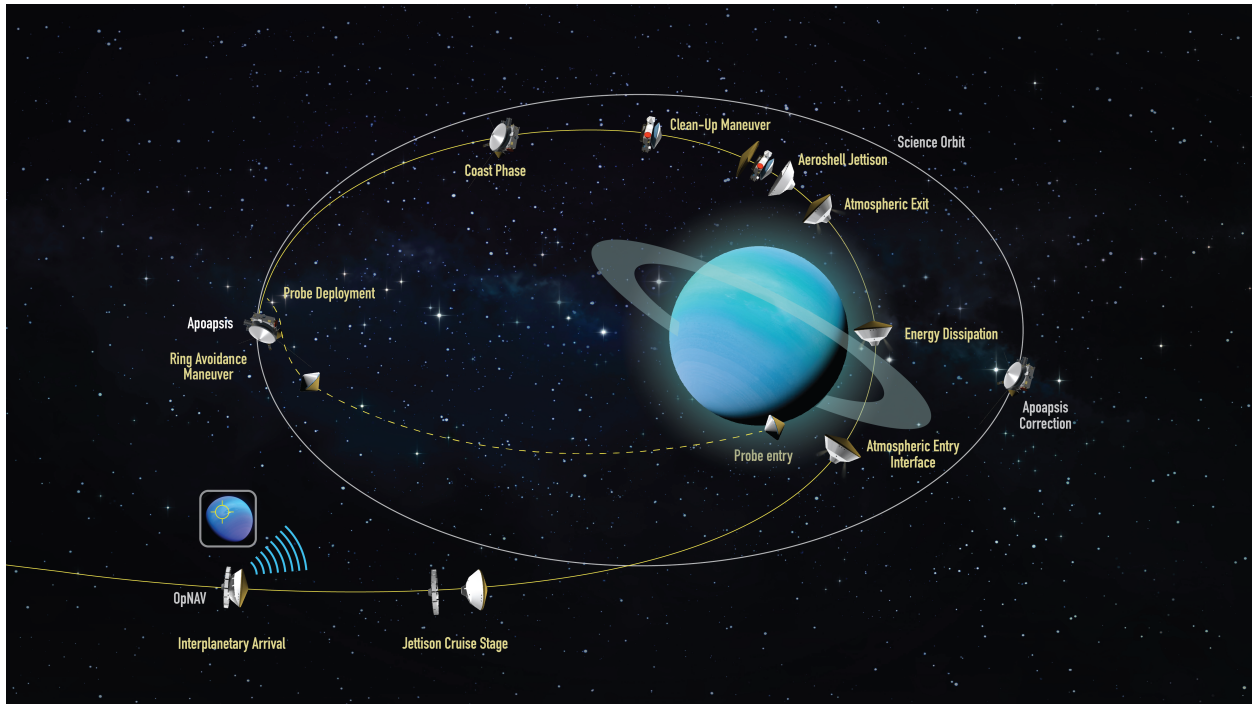 Clean-Up Maneuver
Science Orbit
Aeroshell Jettison
Coast Phase
Atmospheric Exit
Probe Deployment
Apoapsis
Energy Dissipation
Ring Avoidance
Maneuver
Apoapsis
Correction
Atmospheric Entry
Interface
Probe entry
OpNAV
Interplanetary Arrival
Jettison Cruise Stage